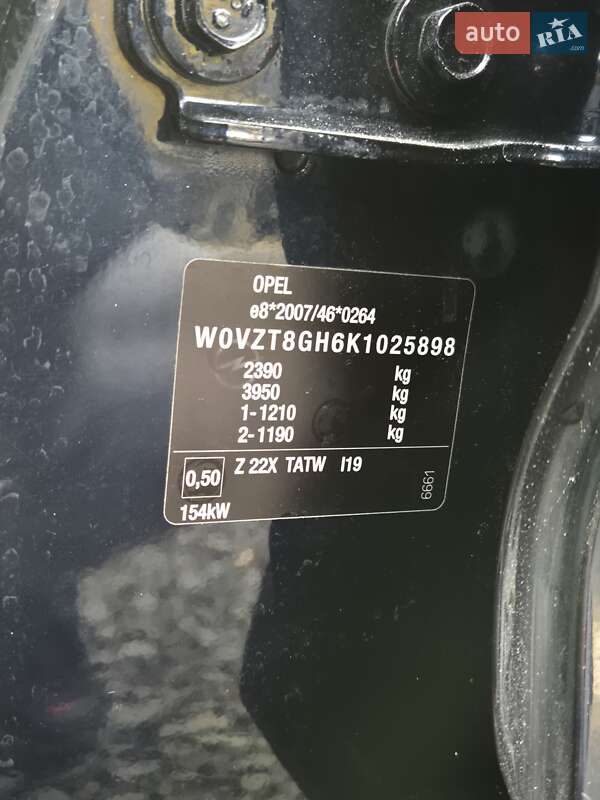 auto RIA
.com
OPEL
e8*2007/46*0264
W0VZT8GH6K1025898
2390 kg
3950 kg
1-1210 kg
2-1190 kg
0,50 Z 22X TATW I19
154kW
6661